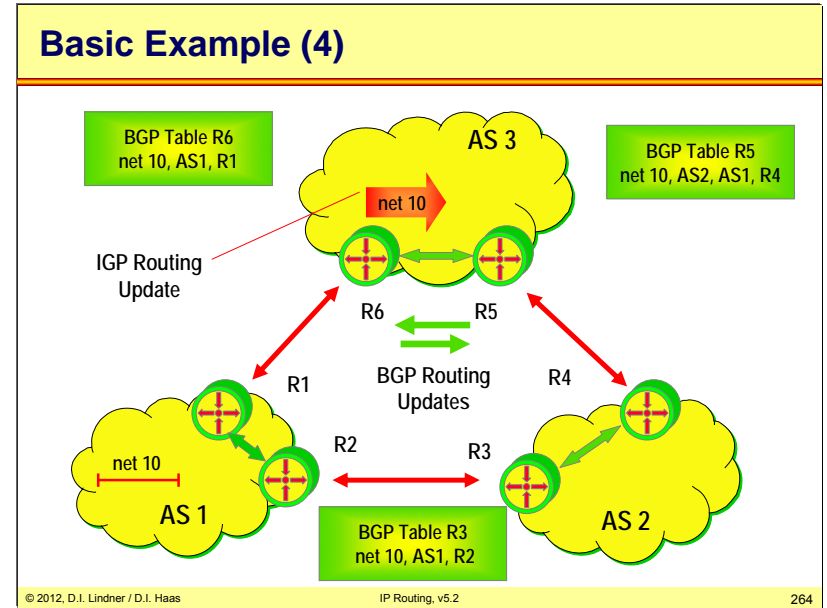 Basic Example (4)
BGP Table R6
net 10, AS1, R1
AS 3
BGP Table R5
net 10, AS2, AS1, R4
net 10
IGP Routing
Update
R6
R5
R1
BGP Routing
Updates
R4
R2
R3
net 10
AS 1
AS 2
BGP Table R3
net 10, AS1, R2
© 2012, D.I. Lindner / D.I. Haas
IP Routing, v5.2
264